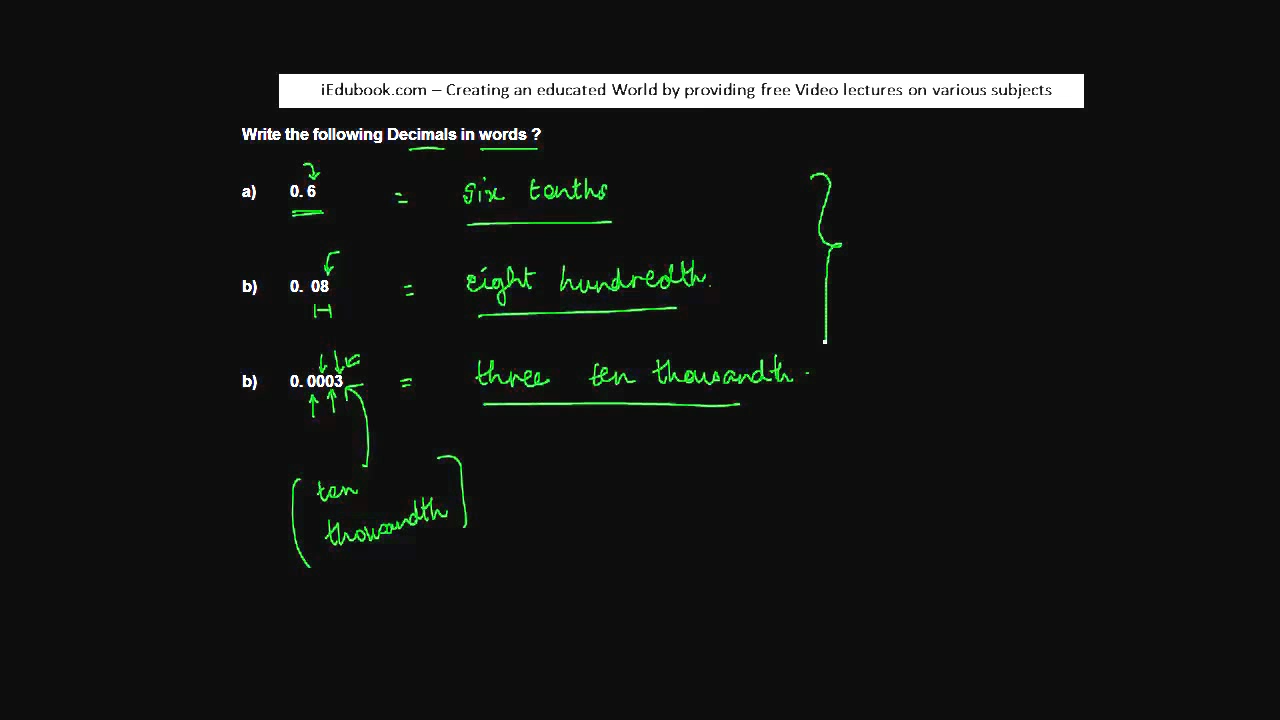 iEdubook.com – Creating an educated World by providing free Video lectures on various subjects
Write the following Decimals in words ?
a) 0. 6 = six tenths
b) 0. 08 = eight hundredth.
b) 0. 0003 = three ten thousandth.
ten
thousandth